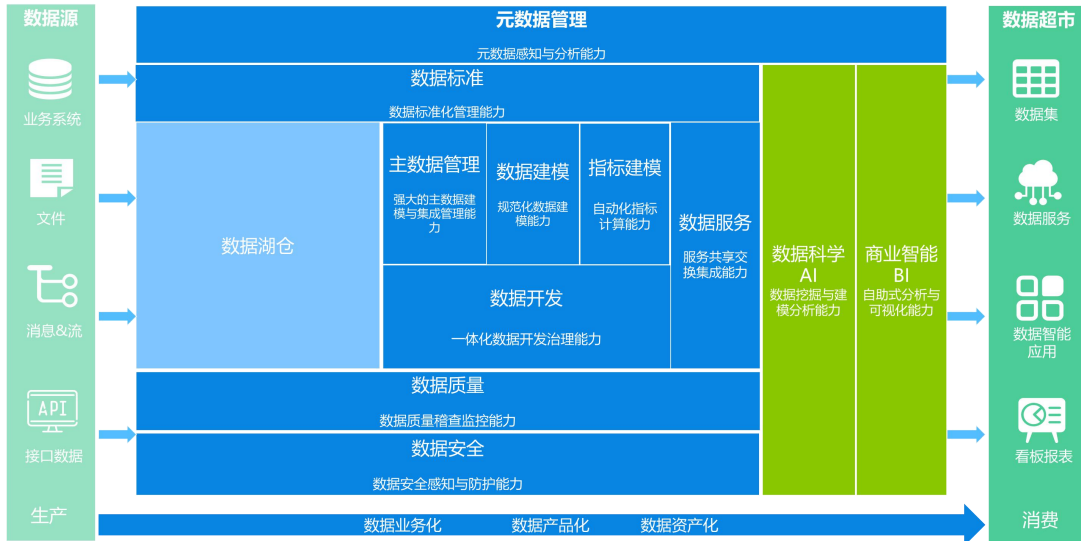 数据源
业务系统
文件
消息&流
API
接口数据
生产
元数据管理
元数据感知与分析能力
数据标准
数据标准化管理能力
数据湖仓
主数据管理
强大的主数据建
模与集成管理能
力
数据建模
规范化数据建
模能力
指标建模
自动化指标
计算能力
数据服务
服务共享交
换集成能力
数据开发
一体化数据开发治理能力
数据质量
数据质量稽查监控能力
数据安全
数据安全感知与防护能力
数据科学
AI
数据挖掘与建
模分析能力
商业智能
BI
自助式分析与
可视化能力
数据业务化 数据产品化 数据资产化
数据超市
数据集
数据服务
数据智能
应用
看板报表
消费